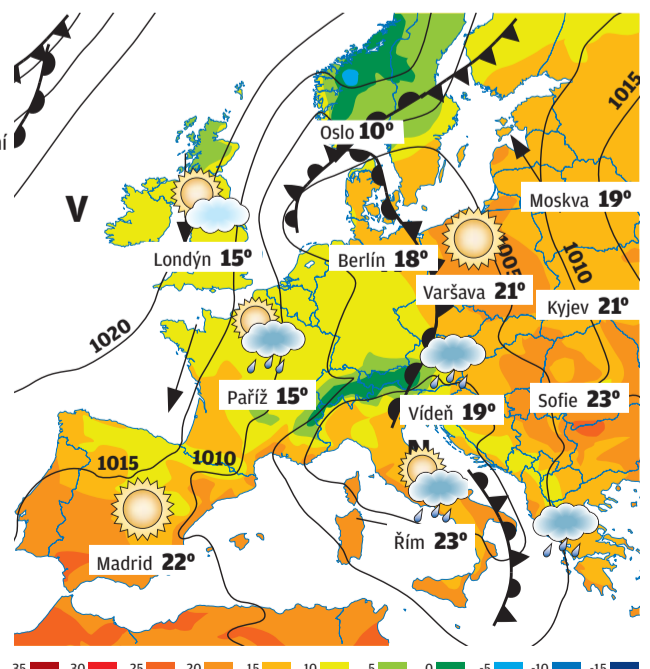 1015
ní
Oslo 10°
V
Moskva 19°
Londýn 15°
Berlín 18°
1005
1010
Varšava 21°
Kyjev 21°
1020
Paříž 15°
Vídeň 19°
Sofie 23°
N
1015
1010
Řím 23°
Madrid 22°
35 30 25 20 15 10 5 0 -5 -10 -15